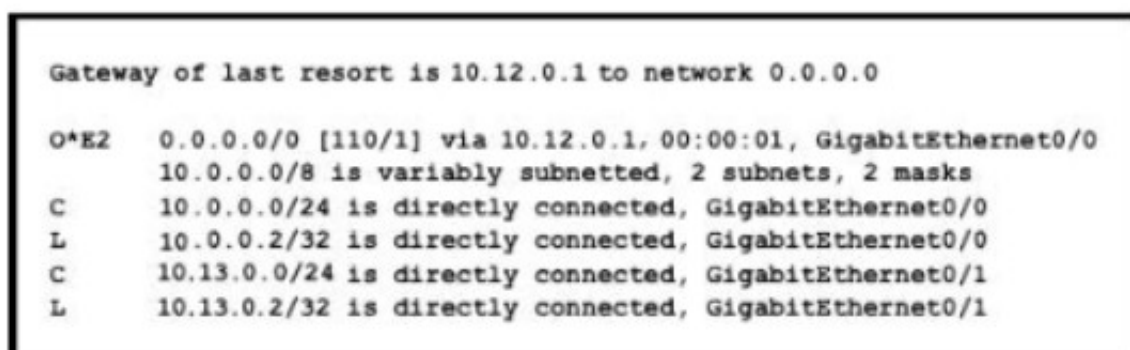 Gateway of last resort is 10.12.0.1 to network 0.0.0.0
O*E2 0.0.0.0/0 [110/1] via 10.12.0.1, 00:00:01, GigabitEthernet0/0
10.0.0.0/8 is variably subnetted, 2 subnets, 2 masks
C 10.0.0.0/24 is directly connected, GigabitEthernet0/0
L 10.0.0.2/32 is directly connected, GigabitEthernet0/0
C 10.13.0.0/24 is directly connected, GigabitEthernet0/1
L 10.13.0.2/32 is directly connected, GigabitEthernet0/1